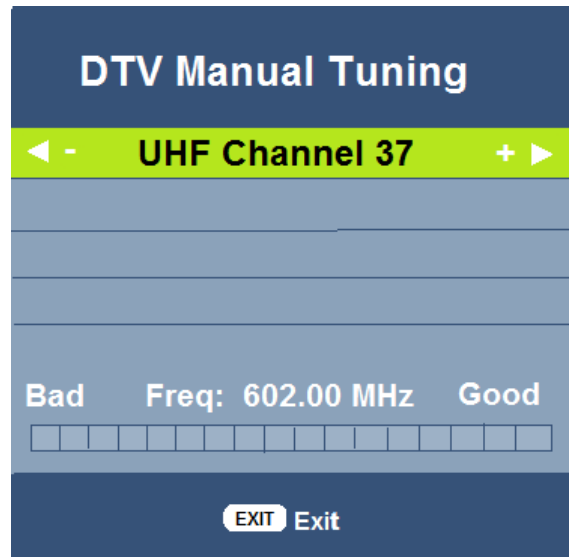 DTV Manual Tuning
◄ - UHF Channel 37 + ►
Bad Freq: 602.00 MHz Good
EXIT Exit